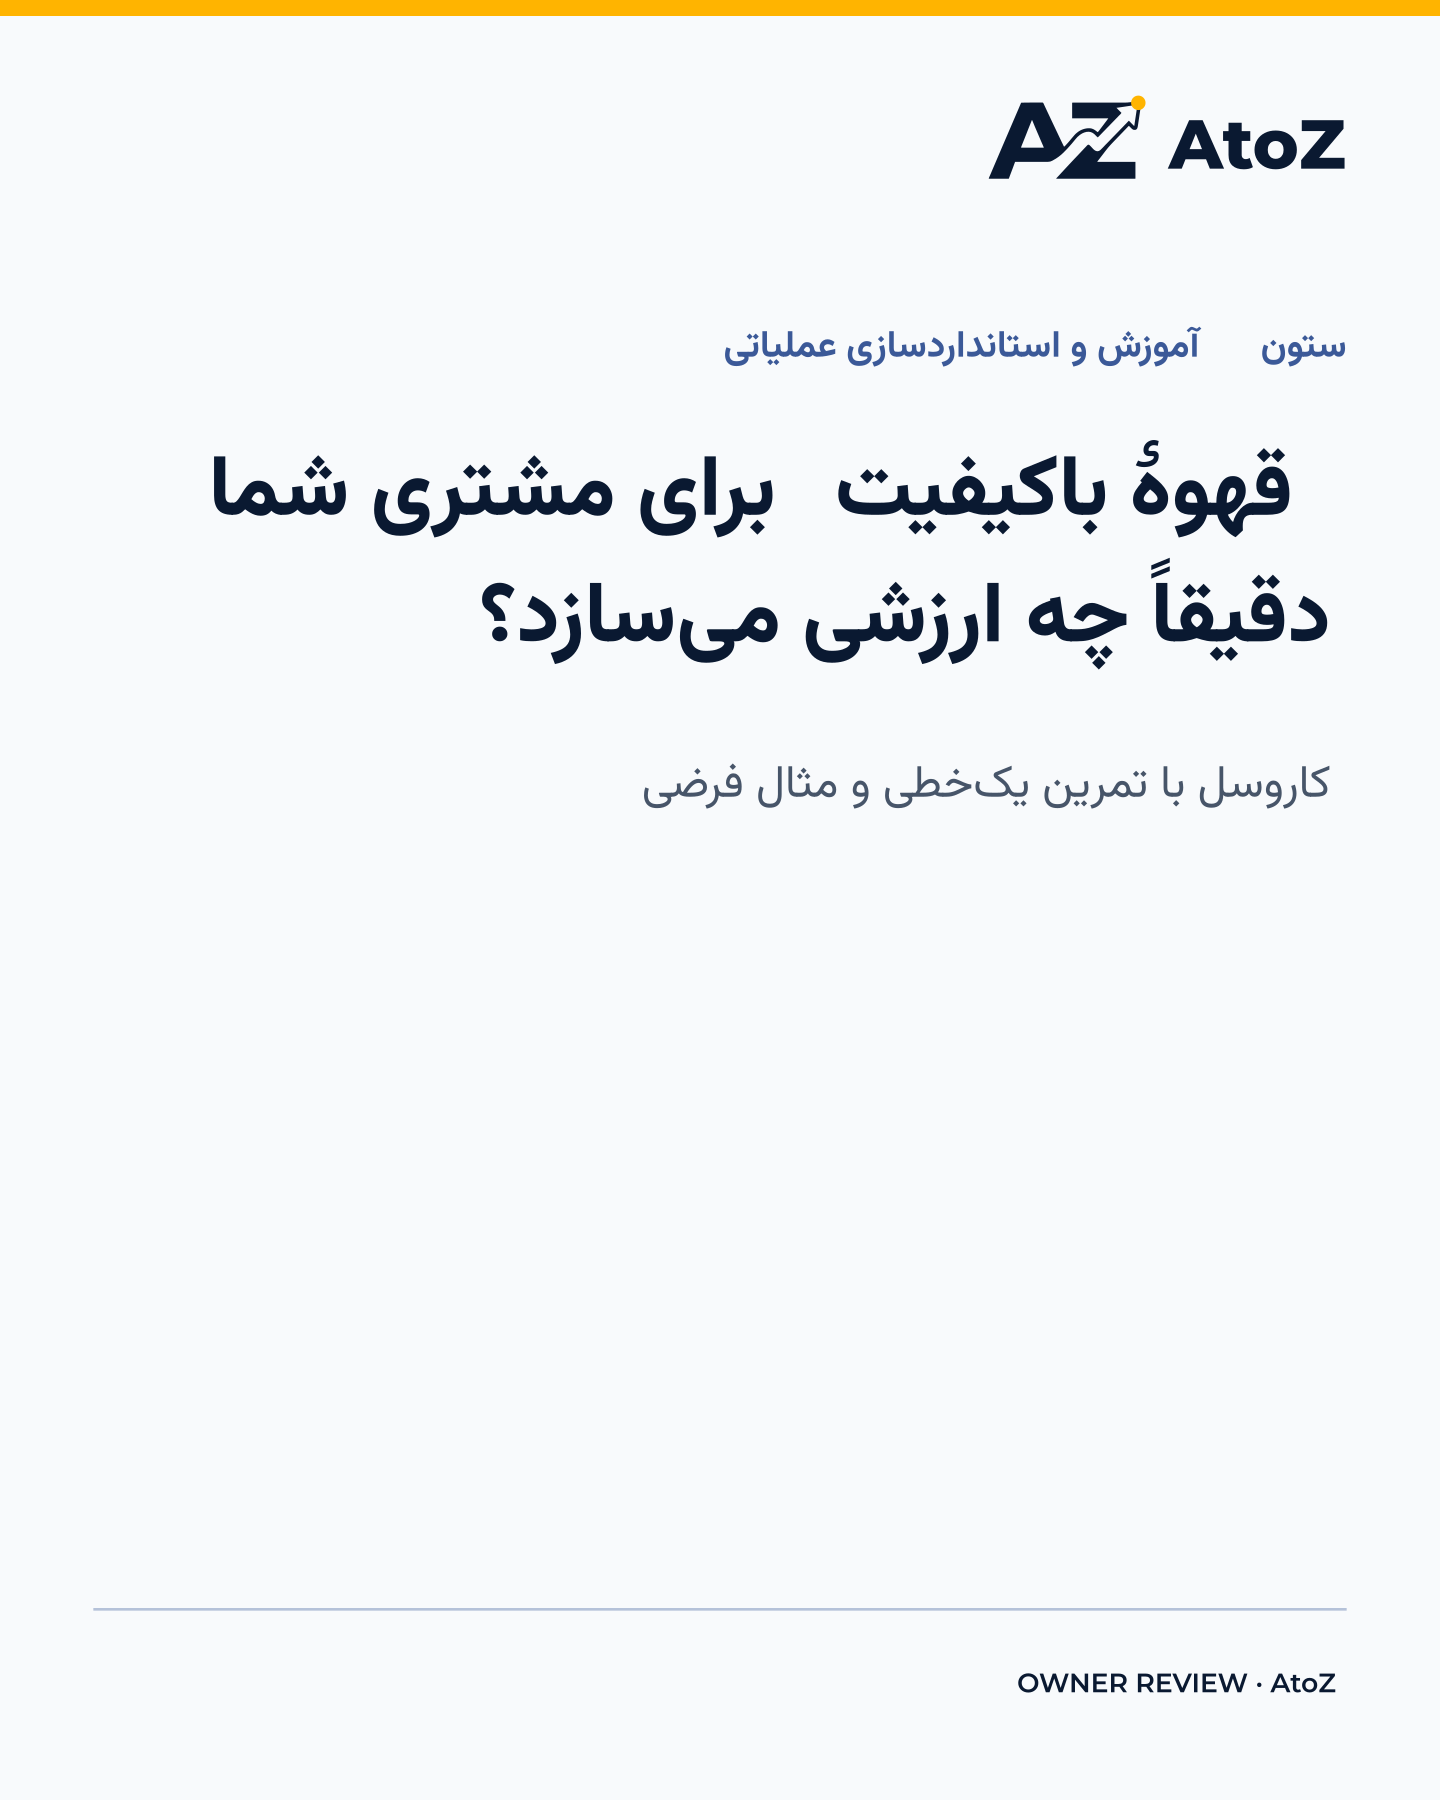 AZ AtoZ
ستون آموزش و استانداردسازی عملیاتی
قهوهٔ باکیفیت برای مشتری شما
دقیقاً چه ارزشی می‌سازد؟
کاروسل با تمرین یک‌خطی و مثال فرضی
OWNER REVIEW · AtoZ